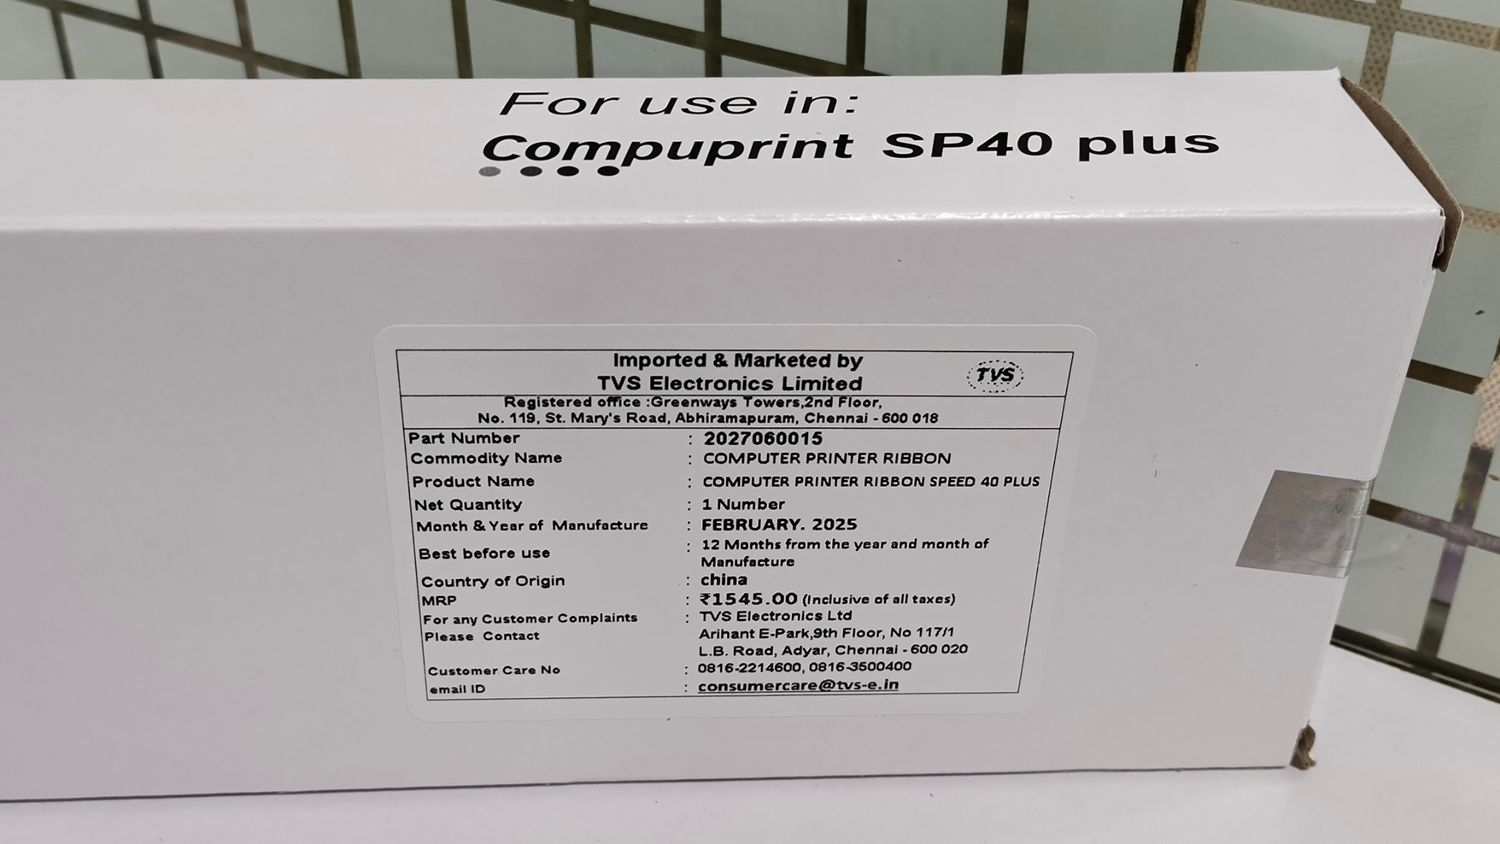 For use in:
Compuprint SP40 plus
Imported & Marketed by
TVS Electronics Limited
TVS
Registered office :Greenways Towers,2nd Floor,
No. 119, St. Mary's Road, Abhiramapuram, Chennai - 600 018
Part Number : 2027060015
Commodity Name : COMPUTER PRINTER RIBBON
Product Name : COMPUTER PRINTER RIBBON SPEED 40 PLUS
Net Quantity : 1 Number
Month & Year of Manufacture : FEBRUARY. 2025
Best before use : 12 Months from the year and month of
Manufacture
Country of Origin : china
MRP : ₹1545.00 (Inclusive of all taxes)
For any Customer Complaints : TVS Electronics Ltd
Please Contact Arihant E-Park,9th Floor, No 117/1
L.B. Road, Adyar, Chennai - 600 020
Customer Care No : 0816-2214600, 0816-3500400
email ID : consumercare@tvs-e.in